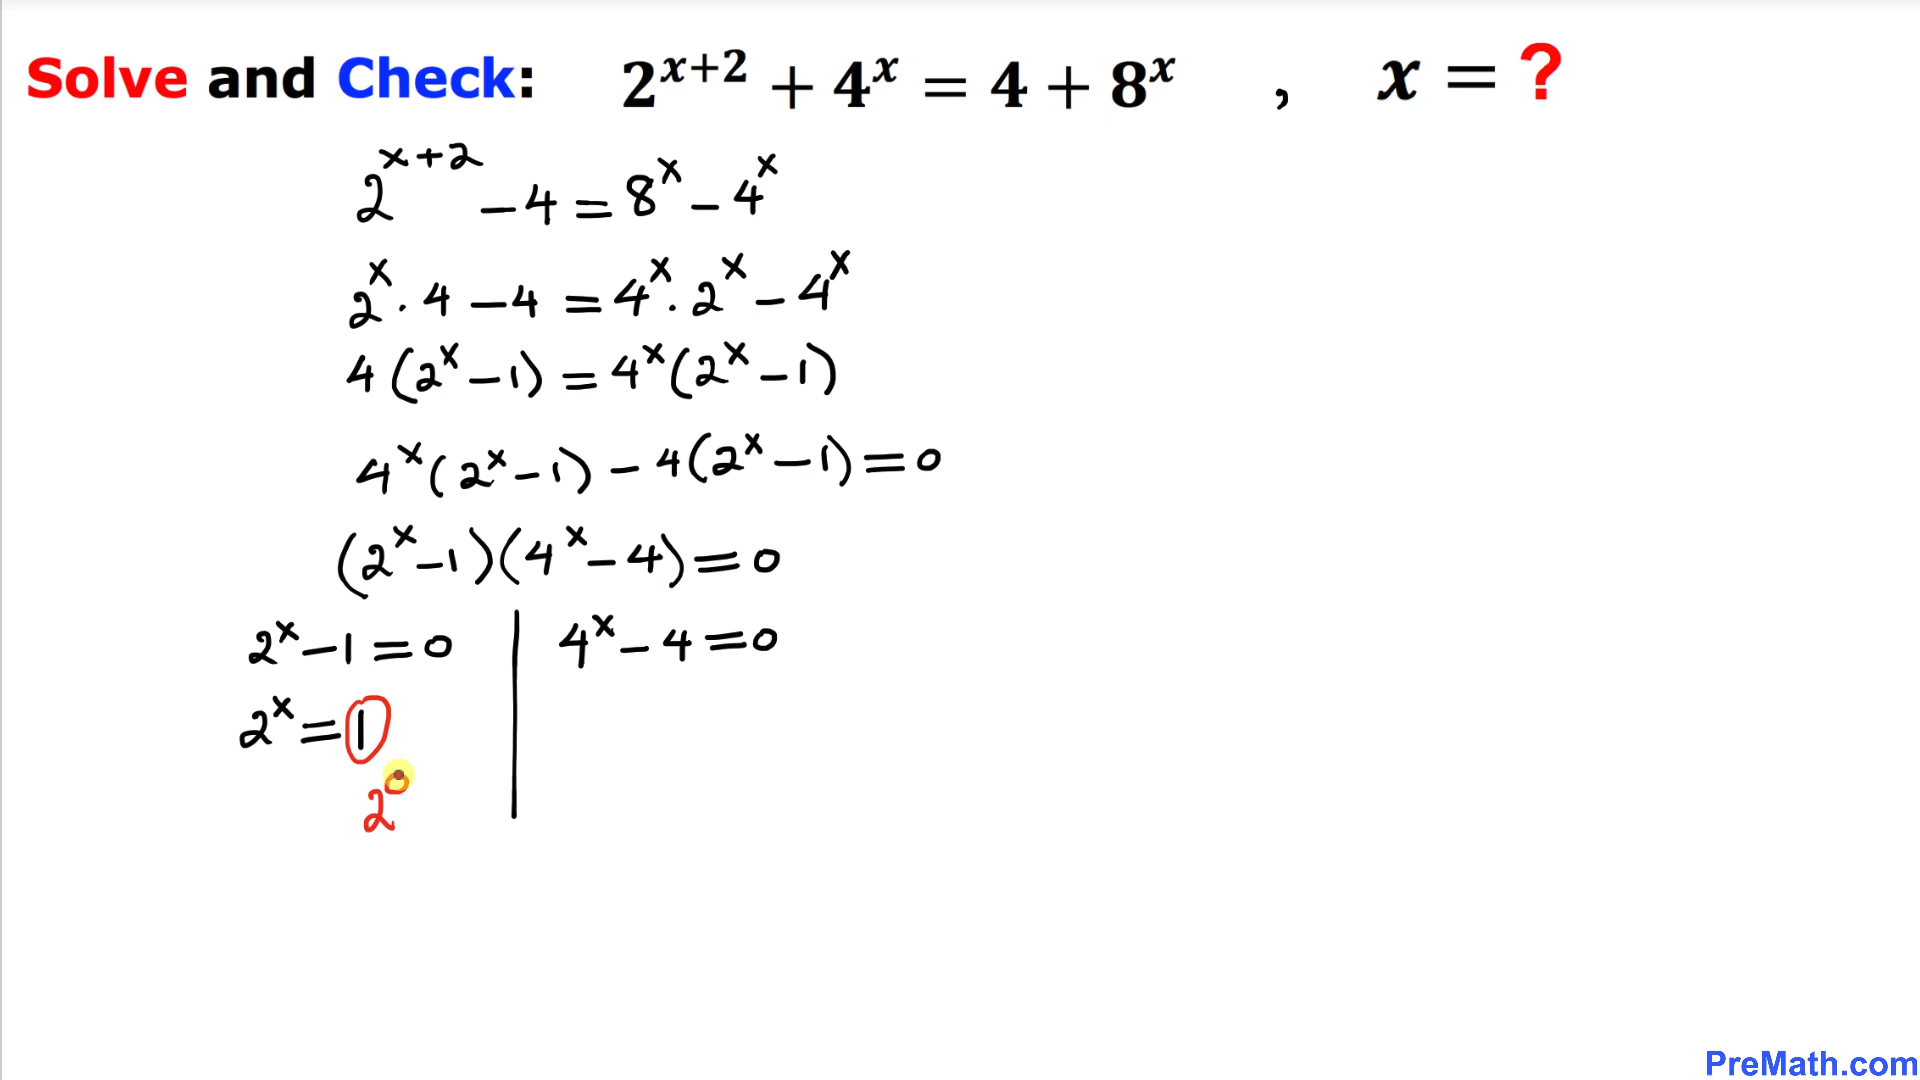 Solve and Check: 2^{x+2} + 4^x = 4 + 8^x , x = ?
2^{x+2} - 4 = 8^x - 4^x
2^x · 4 - 4 = 4^x · 2^x - 4^x
4(2^x - 1) = 4^x(2^x - 1)
4^x(2^x - 1) - 4(2^x - 1) = 0
(2^x - 1)(4^x - 4) = 0
2^x - 1 = 0 | 4^x - 4 = 0
2^x = 1
2^0
PreMath.com